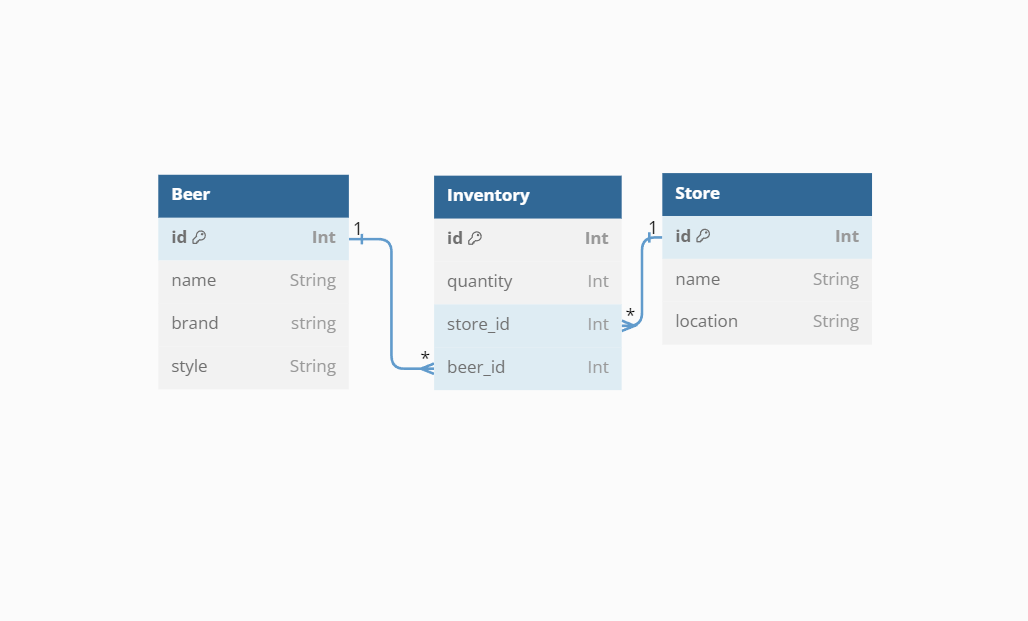 Beer
id Int
name String
brand string
style String
1
*
Inventory
id Int
quantity Int
store_id Int
beer_id Int
1
*
Store
id Int
name String
location String